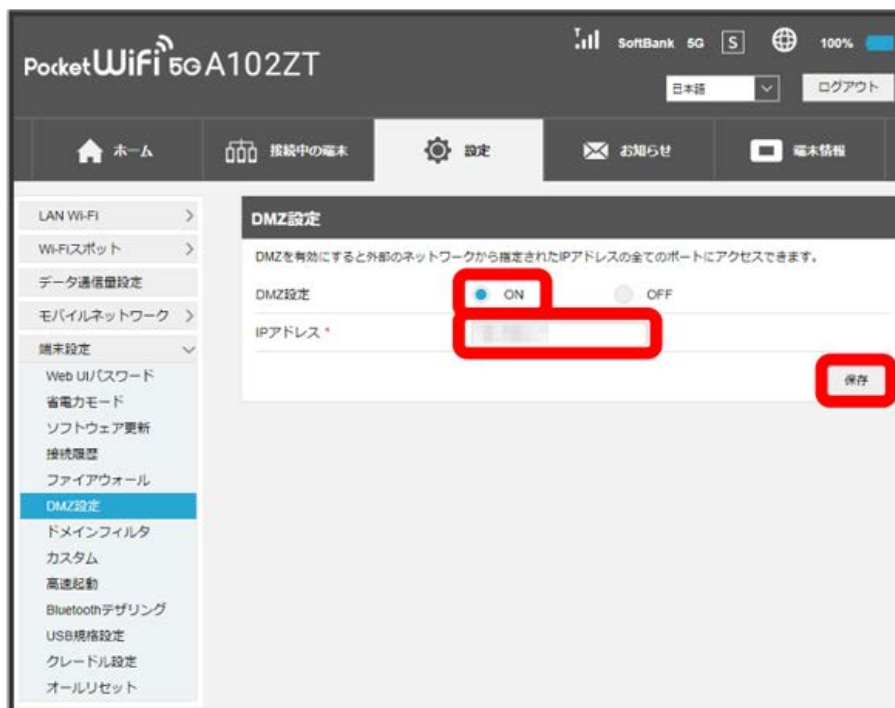 Pocket WiFi 5G A102ZT
SoftBank 5G S 100%
日本語 ログアウト
ホーム 接続中の端末 設定 お知らせ 端末情報
LAN Wi-Fi
Wi-Fiスポット
データ通信量設定
モバイルネットワーク
端末設定
Web UIパスワード
省電力モード
ソフトウェア更新
接続履歴
ファイアウォール
DMZ設定
ドメインフィルタ
カスタム
高速起動
Bluetoothテザリング
USB規格設定
クレードル設定
オールリセット
DMZ設定
DMZを有効にすると外部のネットワークから指定されたIPアドレスの全てのポートにアクセスできます。
DMZ設定 ON OFF
IPアドレス *
保存